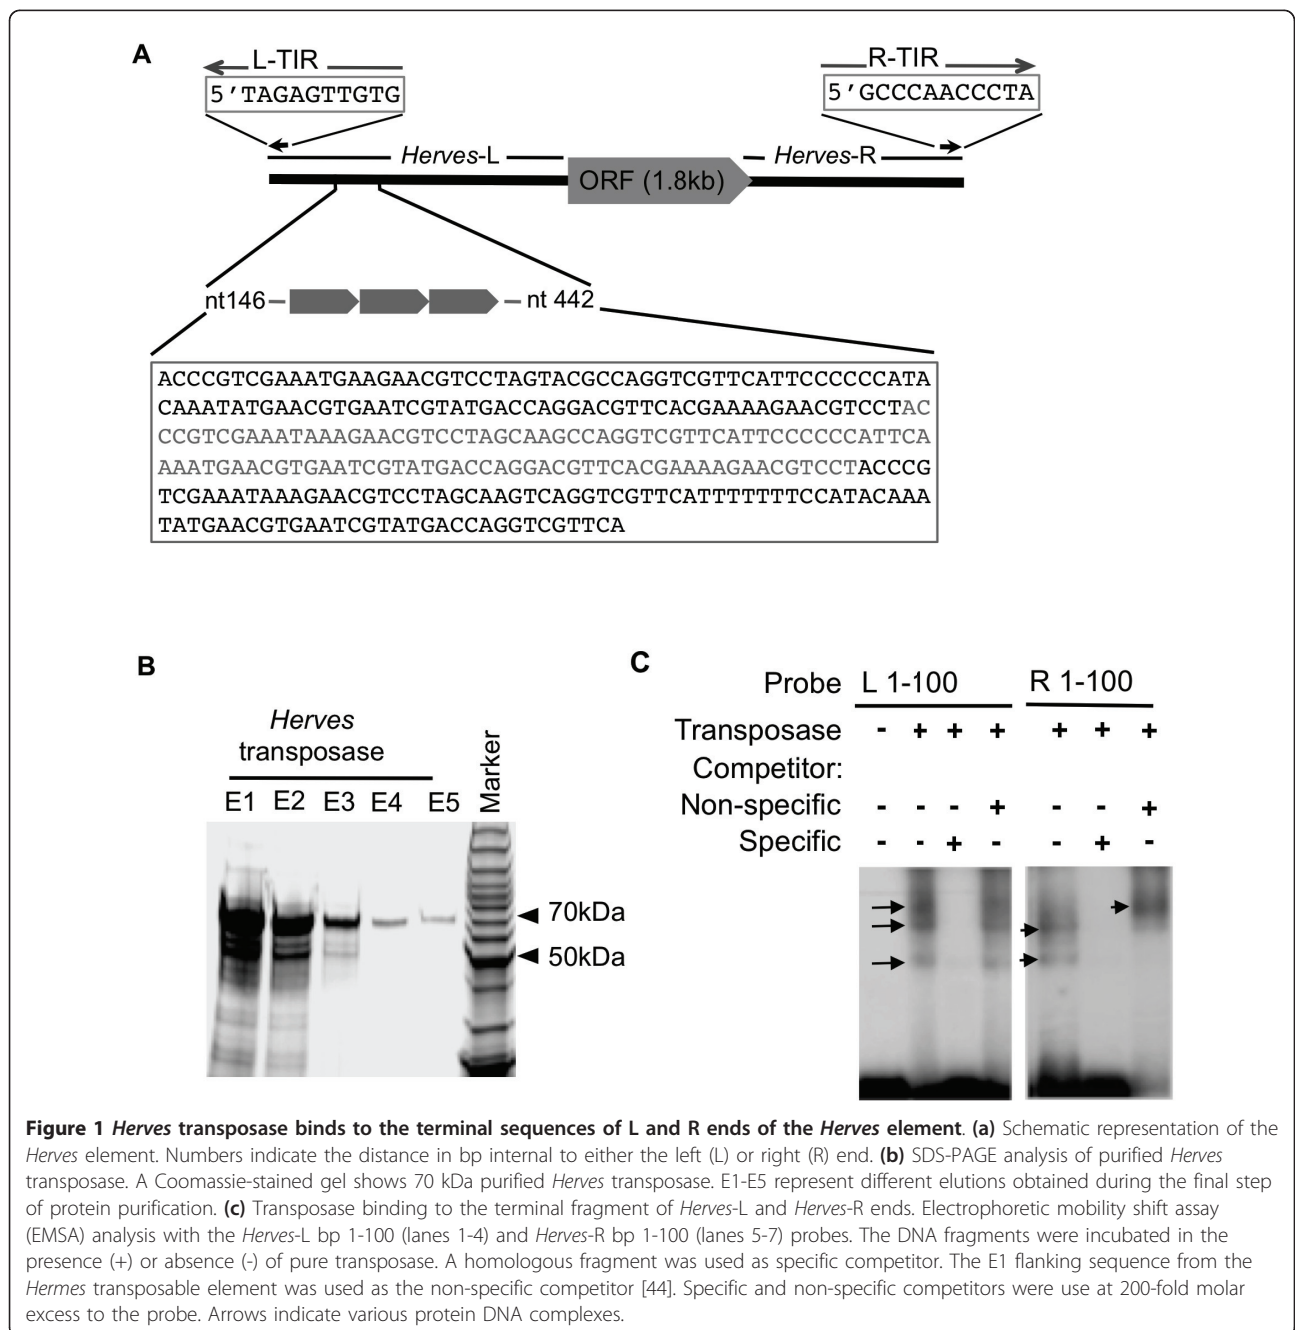 A
L-TIR
R-TIR
5'TAGAGTTGTG
5'GCCCAACCCTA
Herves-L
Herves-R
ORF (1.8kb)
nt146
nt 442
ACCCGTCGAAATGAAGAACGTCCTAGTACGCCAGGTCGTTCATTCCCCCCATA
CAAATATGAACGTGAATCGTATGACCAGGACGTTCACGAAAAGAACGTCCTAC
CCGTCGAAATAAAGAACGTCCTAGCAAGCCAGGTCGTTCATTCCCCCCATTCA
AAATGAACGTGAATCGTATGACCAGGACGTTCACGAAAAGAACGTCCTACCCG
TCGAAATAAAGAACGTCCTAGCAAGTCAGGTCGTTCATTTTTTTCCATACAAA
TATGAACGTGAATCGTATGACCAGGTCGTTCA
B
Herves
transposase
E1 E2 E3 E4 E5 Marker
70kDa
50kDa
C
Probe L 1-100 R 1-100
Transposase - + + + + + +
Competitor:
Non-specific - - - + - - +
Specific - - + - - + -
Figure 1 Herves transposase binds to the terminal sequences of L and R ends of the Herves element. (a) Schematic representation of the
Herves element. Numbers indicate the distance in bp internal to either the left (L) or right (R) end. (b) SDS-PAGE analysis of purified Herves
transposase. A Coomassie-stained gel shows 70 kDa purified Herves transposase. E1-E5 represent different elutions obtained during the final step
of protein purification. (c) Transposase binding to the terminal fragment of Herves-L and Herves-R ends. Electrophoretic mobility shift assay
(EMSA) analysis with the Herves-L bp 1-100 (lanes 1-4) and Herves-R bp 1-100 (lanes 5-7) probes. The DNA fragments were incubated in the
presence (+) or absence (-) of pure transposase. A homologous fragment was used as specific competitor. The E1 flanking sequence from the
Hermes transposable element was used as the non-specific competitor [44]. Specific and non-specific competitors were use at 200-fold molar
excess to the probe. Arrows indicate various protein DNA complexes.